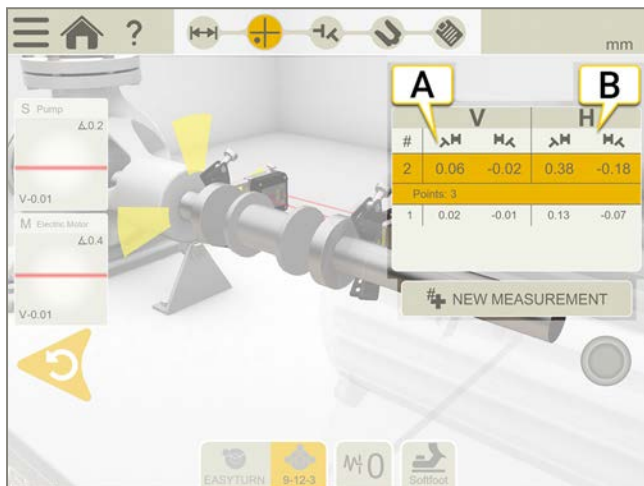 ?
mm
A
B
S Pump
∡0.2
V-0.01
M Electric Motor
∡0.4
V-0.01
V H
#
2 0.06 -0.02 0.38 -0.18
Points: 3
1 0.02 -0.01 0.13 -0.07
# NEW MEASUREMENT
EASYTURN
9-12-3
0
Softfoot